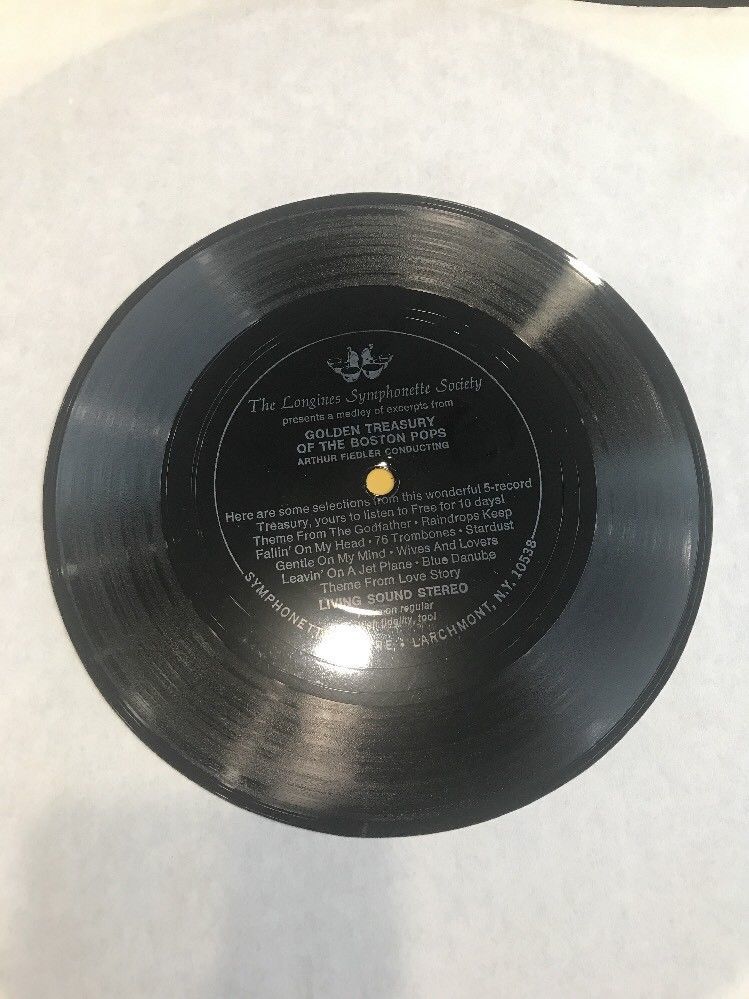 The Longines Symphonette Society
presents a medley of excerpts from
GOLDEN TREASURY
OF THE BOSTON POPS
ARTHUR FIEDLER CONDUCTING
Here are some selections from this wonderful 5-record
Treasury, yours to listen to Free for 10 days!
Theme From The Godfather • Raindrops Keep
Fallin' On My Head • 76 Trombones • Stardust
Gentle On My Mind • Wives And Lovers
Leavin' On A Jet Plane • Blue Danube
Theme From Love Story
LIVING SOUND STEREO
on regular
fidelity, too!
LARCHMONT, N.Y. 10538